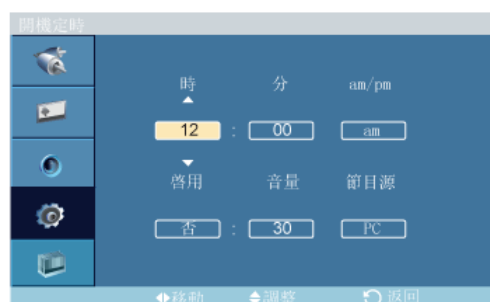 開機定時
時 分 am/pm
12 : 00 am
啓用 音量 節目源
否 : 30 PC
移動 調整 返回